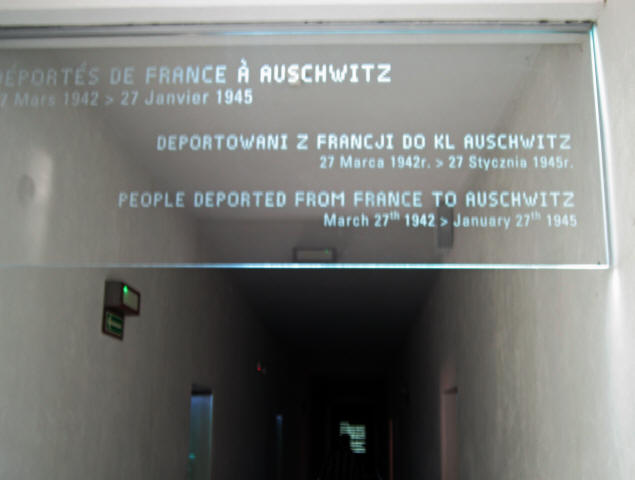 DÉPORTÉS DE FRANCE À AUSCHWITZ
27 Mars 1942 > 27 Janvier 1945
DEPORTOWANI Z FRANCJI DO KL AUSCHWITZ
27 Marca 1942r. > 27 Stycznia 1945r.
PEOPLE DEPORTED FROM FRANCE TO AUSCHWITZ
March 27th 1942 > January 27th 1945